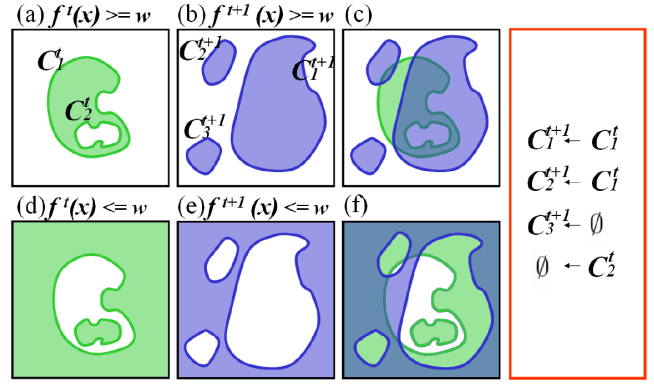 (a) f^t(x) >= w (b) f^{t+1}(x) >= w (c)
C_1^t
C_2^t
C_2^{t+1}
C_1^{t+1}
C_3^{t+1}
(d) f^t(x) <= w (e) f^{t+1}(x) <= w (f)
C_1^{t+1} ← C_1^t
C_2^{t+1} ← C_1^t
C_3^{t+1} ← ∅
∅ ← C_2^t